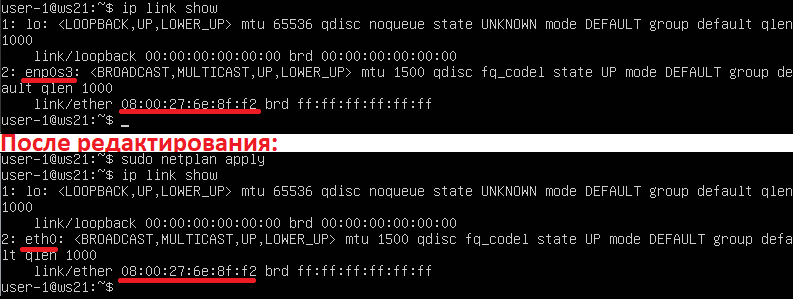 user-1@ws21:~$ ip link show
1: lo: <LOOPBACK,UP,LOWER_UP> mtu 65536 qdisc noqueue state UNKNOWN mode DEFAULT group default qlen
1000
link/loopback 00:00:00:00:00:00 brd 00:00:00:00:00:00
2: enp0s3: <BROADCAST,MULTICAST,UP,LOWER_UP> mtu 1500 qdisc fq_codel state UP mode DEFAULT group de
ault qlen 1000
link/ether 08:00:27:6e:8f:f2 brd ff:ff:ff:ff:ff:ff
user-1@ws21:~$ _
После редактирования:
user-1@ws21:~$ sudo netplan apply
user-1@ws21:~$ ip link show
1: lo: <LOOPBACK,UP,LOWER_UP> mtu 65536 qdisc noqueue state UNKNOWN mode DEFAULT group default qlen
1000
link/loopback 00:00:00:00:00:00 brd 00:00:00:00:00:00
2: eth0: <BROADCAST,MULTICAST,UP,LOWER_UP> mtu 1500 qdisc fq_codel state UP mode DEFAULT group defa
lt qlen 1000
link/ether 08:00:27:6e:8f:f2 brd ff:ff:ff:ff:ff:ff
user-1@ws21:~$